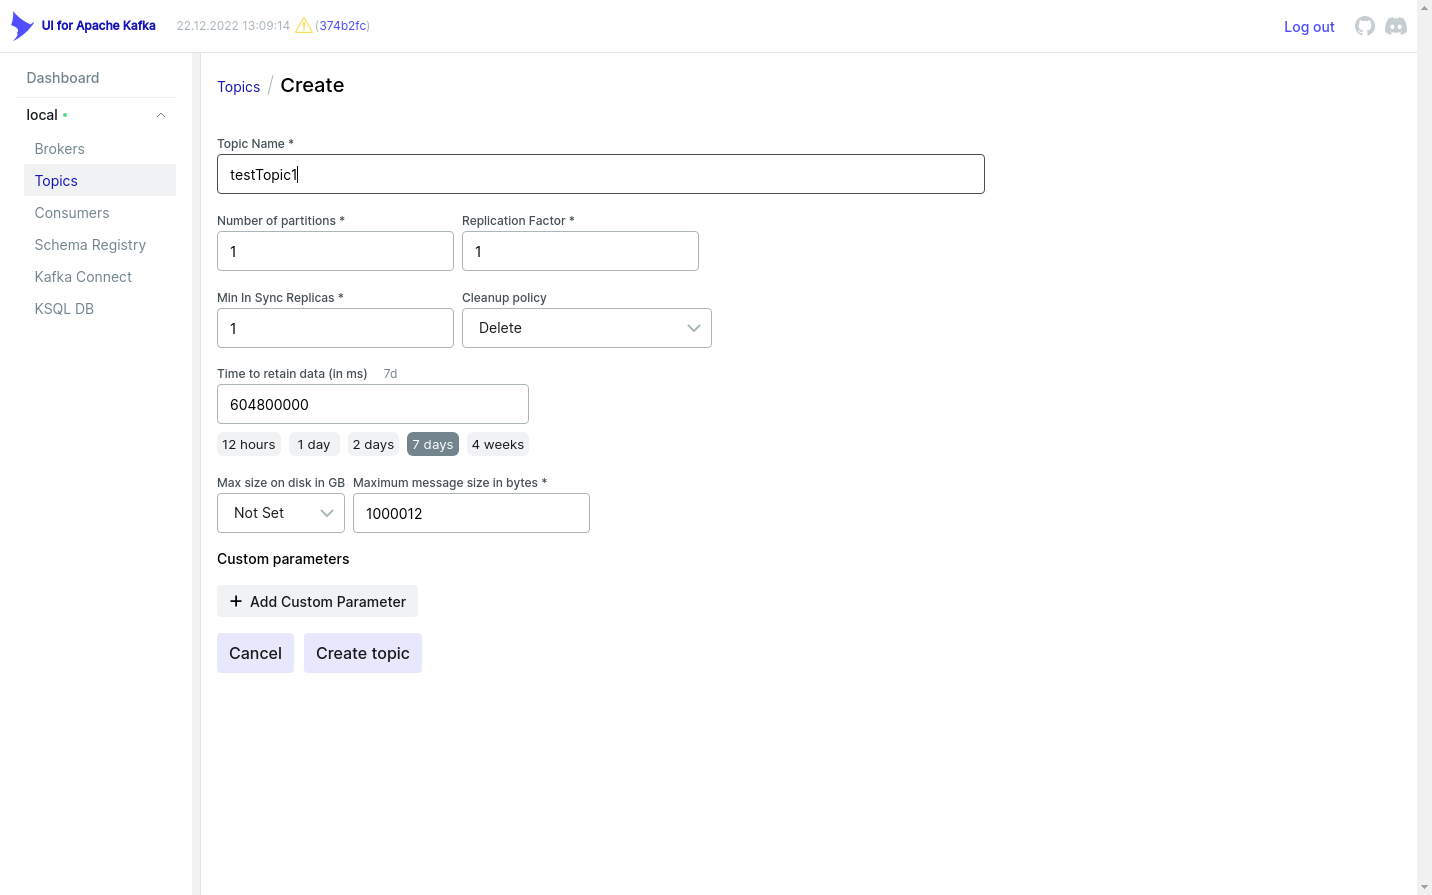 UI for Apache Kafka 22.12.2022 13:09:14 (374b2fc) Log out
Dashboard
local
Brokers
Topics
Consumers
Schema Registry
Kafka Connect
KSQL DB
Topics / Create
Topic Name *
testTopic1
Number of partitions * Replication Factor *
1 1
Min In Sync Replicas * Cleanup policy
1 Delete
Time to retain data (in ms) 7d
604800000
12 hours 1 day 2 days 7 days 4 weeks
Max size on disk in GB Maximum message size in bytes *
Not Set 1000012
Custom parameters
+ Add Custom Parameter
Cancel Create topic